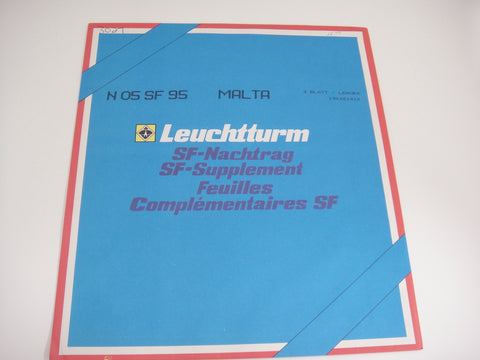 N 05 SF 95 MALTA
Leuchtturm
SF-Nachtrag
SF-Supplement
Feuilles
Complémentaires SF